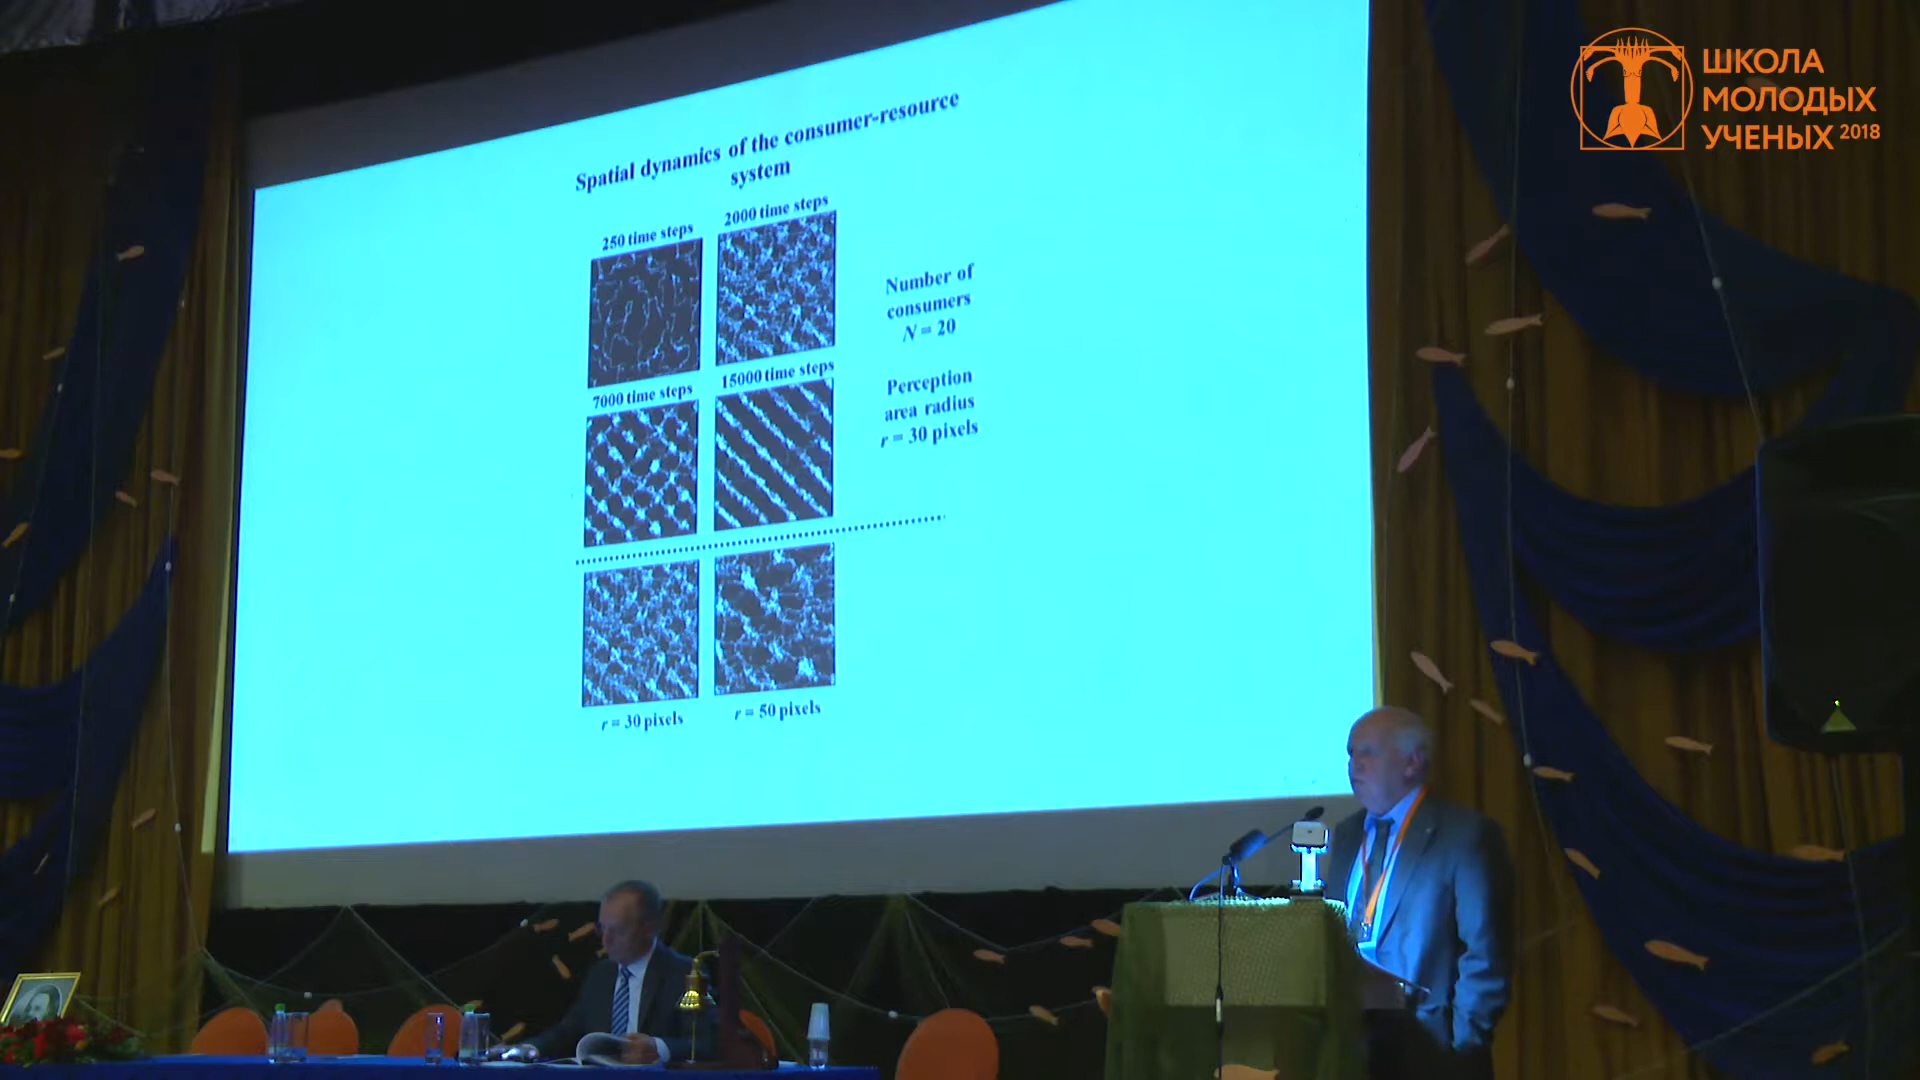 Spatial dynamics of the consumer-resource
system
250 time steps
2000 time steps
7000 time steps
15000 time steps
Number of
consumers
N = 20
Perception
area radius
r = 30 pixels
r = 30 pixels
r = 50 pixels
ШКОЛА
МОЛОДЫХ
УЧЕНЫХ 2018